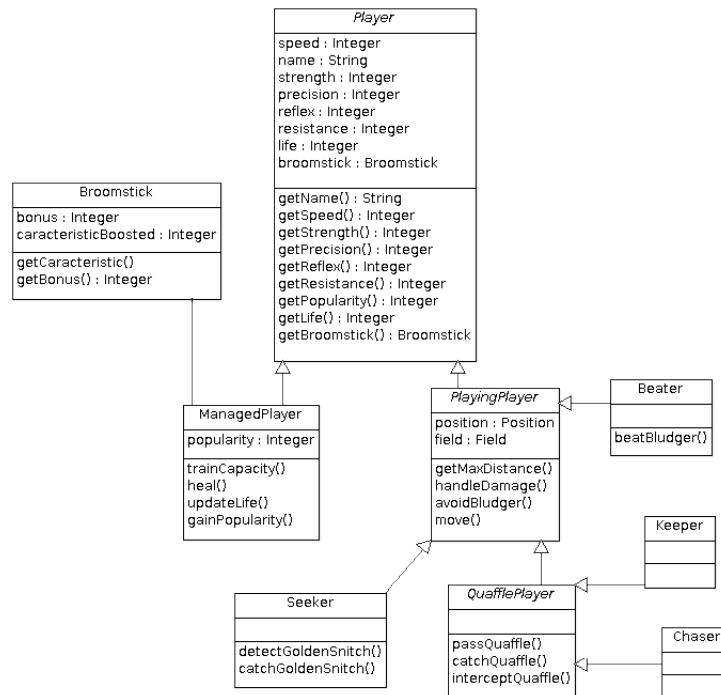 Player
speed : Integer
name : String
strength : Integer
precision : Integer
reflex : Integer
resistance : Integer
life : Integer
broomstick : Broomstick
getName() : String
getSpeed() : Integer
getStrength() : Integer
getPrecision() : Integer
getReflex() : Integer
getResistance() : Integer
getPopularity() : Integer
getLife() : Integer
getBroomstick() : Broomstick
Broomstick
bonus : Integer
caracteristicBoosted : Integer
getCaracteristic()
getBonus() : Integer
ManagedPlayer
popularity : Integer
trainCapacity()
heal()
updateLife()
gainPopularity()
PlayingPlayer
position : Position
field : Field
getMaxDistance()
handleDamage()
avoidBludger()
move()
Beater
beatBludger()
Keeper
Seeker
detectGoldenSnitch()
catchGoldenSnitch()
QuafflePlayer
passQuaffle()
catchQuaffle()
interceptQuaffle()
Chaser